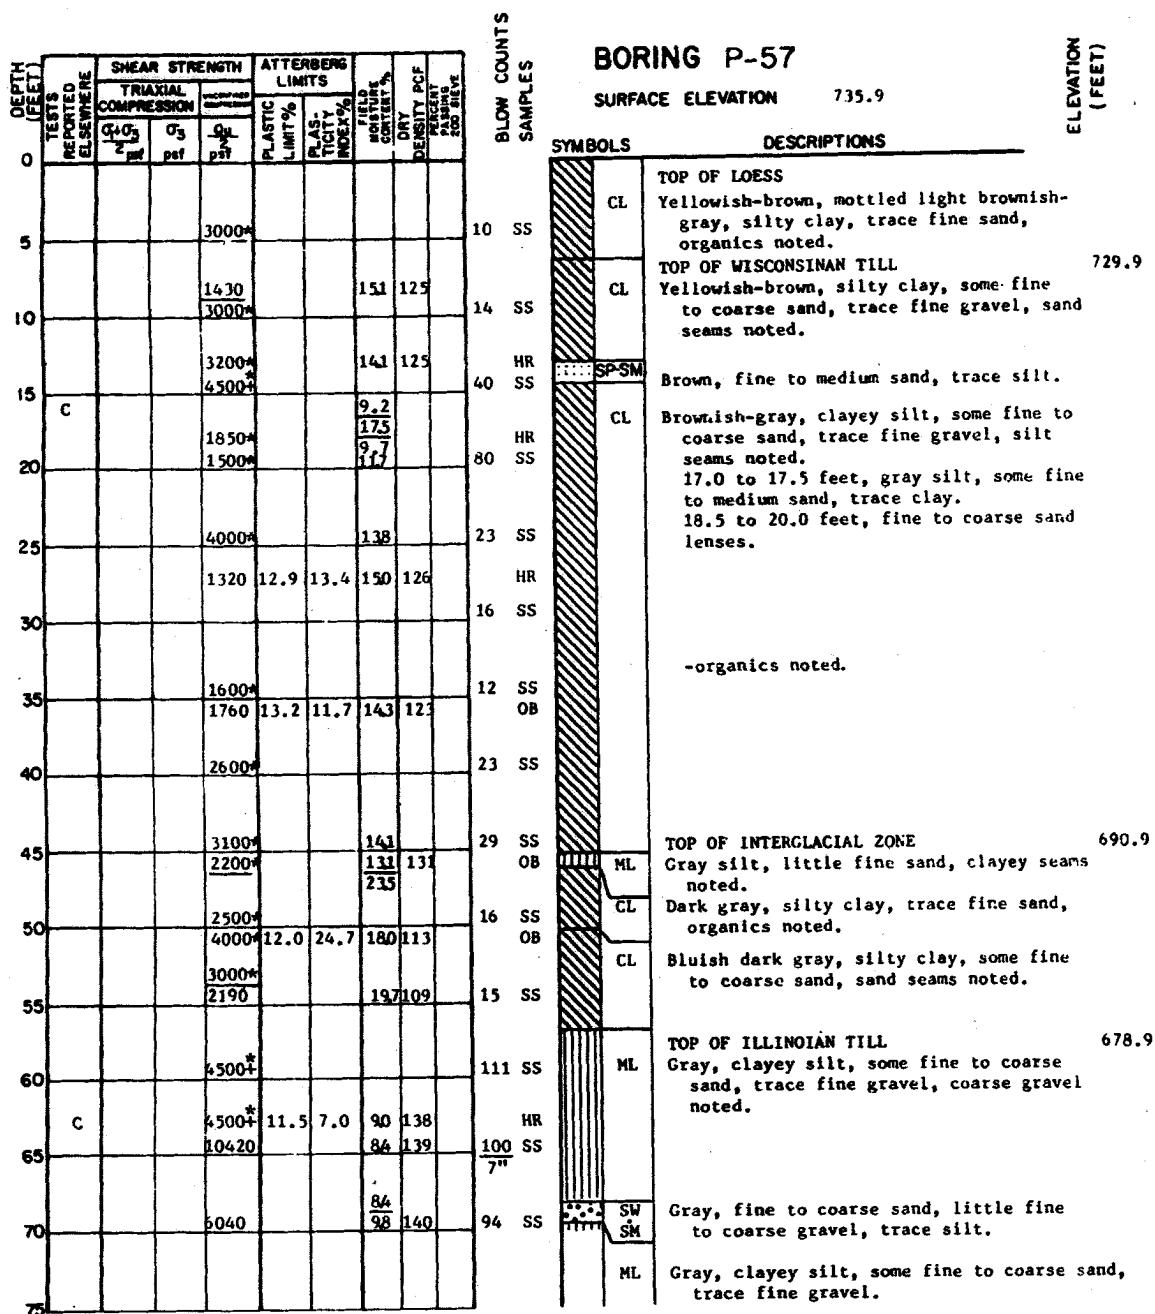 BORING P-57
SURFACE ELEVATION 735.9
ELEVATION (FEET)
DEPTH (FEET)
TESTS REPORTED ELSEWHERE
SHEAR STRENGTH
TRIAXIAL COMPRESSION
psf
σ3 psf
Qu/2 psf
ATTERBERG LIMITS
PLASTIC LIMIT%
PLAS-TICITY INDEX%
FIELD MOISTURE CONTENT %
DRY DENSITY PCF
PERCENT PASSING 200 SIEVE
BLOW COUNTS
SAMPLES
SYMBOLS DESCRIPTIONS
0
3000* 10 SS
5
1430 151 125
3000* 14 SS
10
3200* 141 125 HR
4500+* 40 SS
15
C 9.2
175
1850* 9.7 HR
1500* 117 80 SS
20
4000* 138 23 SS
25
1320 12.9 13.4 150 126 HR
16 SS
30
1600* 12 SS
35
1760 13.2 11.7 143 123 OB
2600* 23 SS
40
3100* 141 29 SS
45
2200* 131 131 OB
235
2500* 16 SS
50
4000* 12.0 24.7 180 113 OB
3000*
2190 19.7 109 15 SS
55
4500+* 111 SS
60
C 4500+* 11.5 7.0 90 138 HR
10420 84 139 100/7" SS
65
84
6040 98 140 94 SS
70
75
TOP OF LOESS
CL Yellowish-brown, mottled light brownish-
gray, silty clay, trace fine sand,
organics noted.
TOP OF WISCONSINAN TILL 729.9
CL Yellowish-brown, silty clay, some fine
to coarse sand, trace fine gravel, sand
seams noted.
SP-SM Brown, fine to medium sand, trace silt.
CL Brownish-gray, clayey silt, some fine to
coarse sand, trace fine gravel, silt
seams noted.
17.0 to 17.5 feet, gray silt, some fine
to medium sand, trace clay.
18.5 to 20.0 feet, fine to coarse sand
lenses.
-organics noted.
TOP OF INTERGLACIAL ZONE 690.9
ML Gray silt, little fine sand, clayey seams
noted.
CL Dark gray, silty clay, trace fine sand,
organics noted.
CL Bluish dark gray, silty clay, some fine
to coarse sand, sand seams noted.
TOP OF ILLINOIAN TILL 678.9
ML Gray, clayey silt, some fine to coarse
sand, trace fine gravel, coarse gravel
noted.
SW Gray, fine to coarse sand, little fine
SM to coarse gravel, trace silt.
ML Gray, clayey silt, some fine to coarse sand,
trace fine gravel.